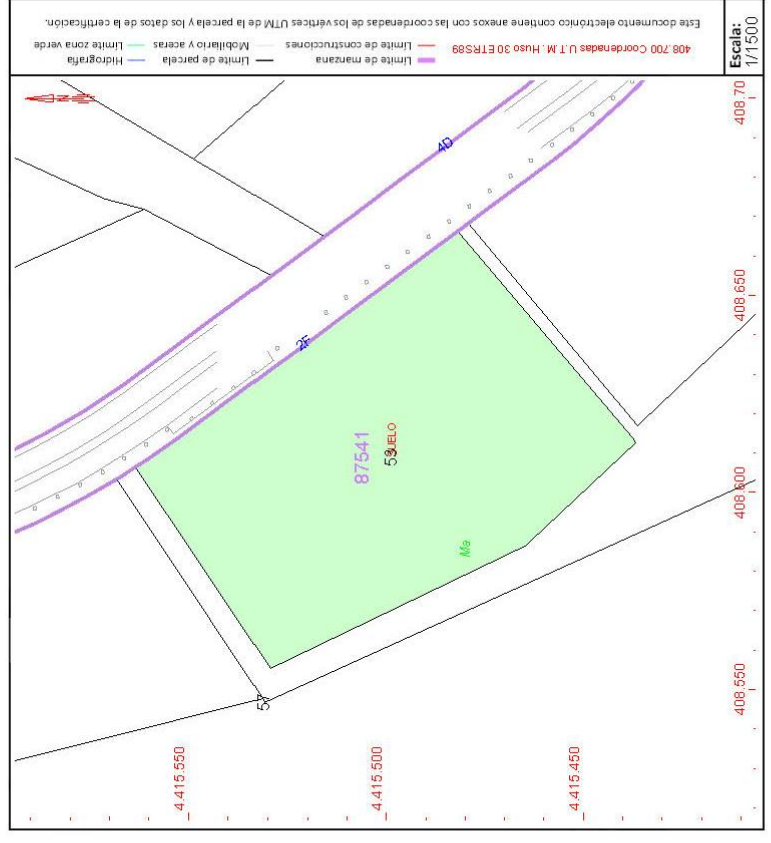 Este documento electrónico contiene anexos con las coordenadas de los vértices UTM de la parcela y los datos de la certificación.
408.700 Coordenadas U.T.M. Huso 30 ETRS89
Límite de manzana
Límite de construcciones
Límite de parcela
Mobiliario y aceras
Hidrografía
Límite zona verde
Escala:
1/1500
408.70
408.650
408.600
408.550
4.415.550
4.415.500
4.415.450
4D
2F
87541
SUELO
Ma
57